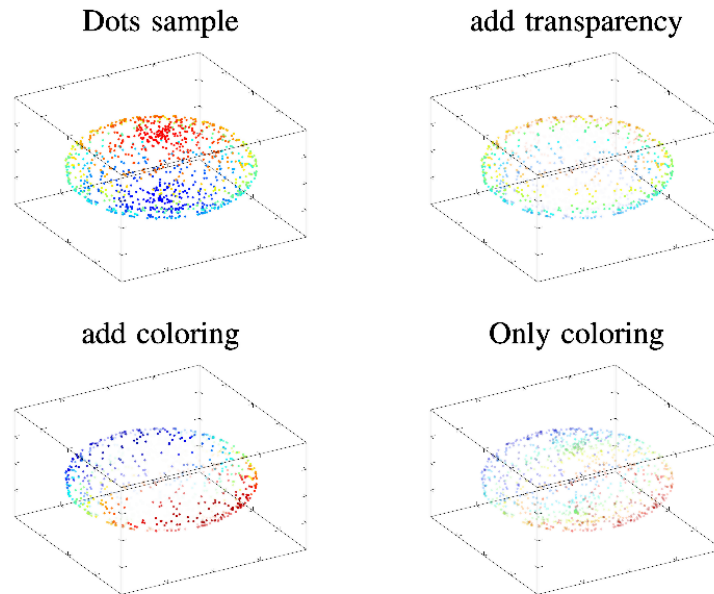 Dots sample
add transparency
add coloring
Only coloring